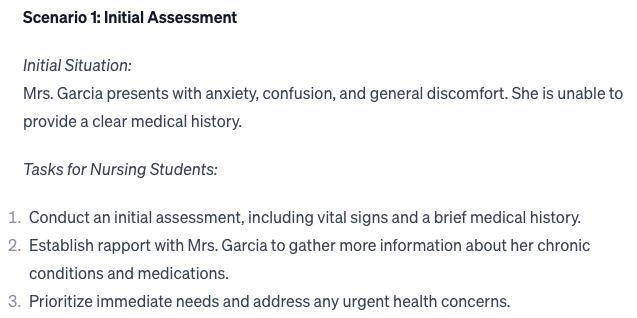 Scenario 1: Initial Assessment
Initial Situation:
Mrs. Garcia presents with anxiety, confusion, and general discomfort. She is unable to
provide a clear medical history.
Tasks for Nursing Students:
1. Conduct an initial assessment, including vital signs and a brief medical history.
2. Establish rapport with Mrs. Garcia to gather more information about her chronic
conditions and medications.
3. Prioritize immediate needs and address any urgent health concerns.